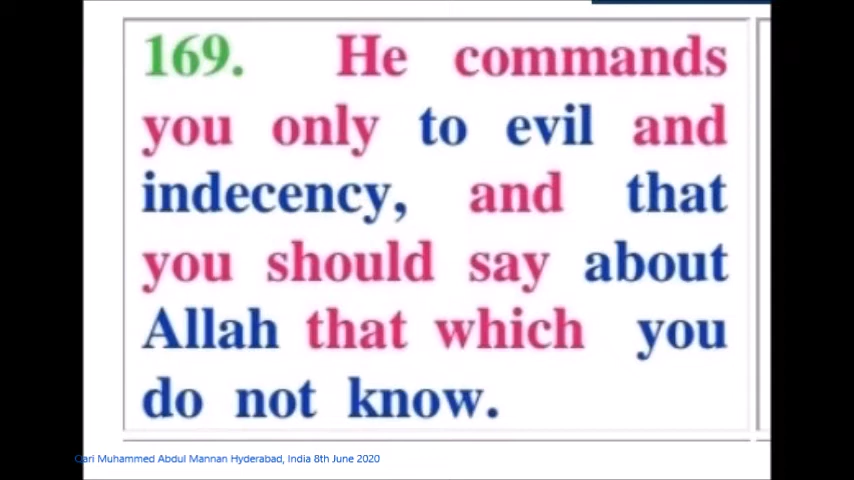 169. He commands
you only to evil and
indecency, and that
you should say about
Allah that which you
do not know.
Qari Muhammed Abdul Mannan Hyderabad, India 8th June 2020